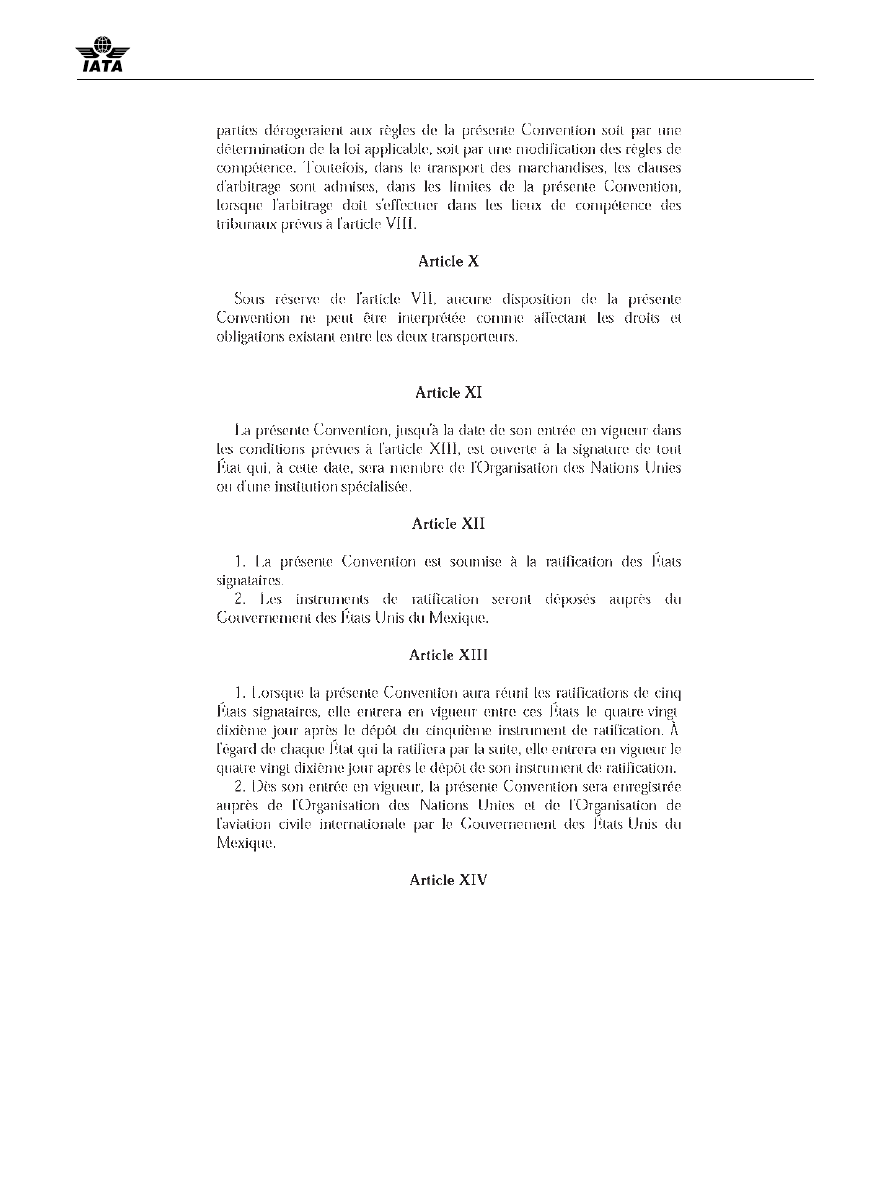 IATA
parties dérogeraient aux règles de la présente Convention soit par une
détermination de la loi applicable, soit par une modification des règles de
compétence. Toutefois, dans le transport des marchandises, les clauses
d'arbitrage sont admises, dans les limites de la présente Convention,
lorsque l'arbitrage doit s'effectuer dans les lieux de compétence des
tribunaux prévus à l'article VIII.
Article X
Sous réserve de l'article VII, aucune disposition de la présente
Convention ne peut être interprétée comme affectant les droits et
obligations existant entre les deux transporteurs.
Article XI
La présente Convention, jusqu'à la date de son entrée en vigueur dans
les conditions prévues à l'article XIII, est ouverte à la signature de tout
État qui, à cette date, sera membre de l'Organisation des Nations Unies
ou d'une institution spécialisée.
Article XII
1. La présente Convention est soumise à la ratification des États
signataires.
2. Les instruments de ratification seront déposés auprès du
Gouvernement des États Unis du Mexique.
Article XIII
1. Lorsque la présente Convention aura réuni les ratifications de cinq
États signataires, elle entrera en vigueur entre ces États le quatre vingt
dixième jour après le dépôt du cinquième instrument de ratification. À
l'égard de chaque État qui la ratifiera par la suite, elle entrera en vigueur le
quatre vingt dixième jour après le dépôt de son instrument de ratification.
2. Dès son entrée en vigueur, la présente Convention sera enregistrée
auprès de l'Organisation des Nations Unies et de l'Organisation de
l'aviation civile internationale par le Gouvernement des États Unis du
Mexique.
Article XIV